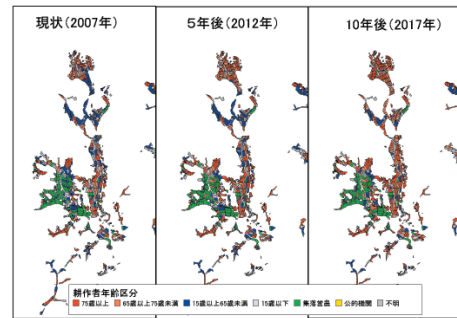 現状(2007年)
5年後(2012年)
10年後(2017年)
耕作者年齢区分
75歳以上 65歳以上75歳未満 15歳以上65歳未満 15歳以下 集落営農 公的機関 不明